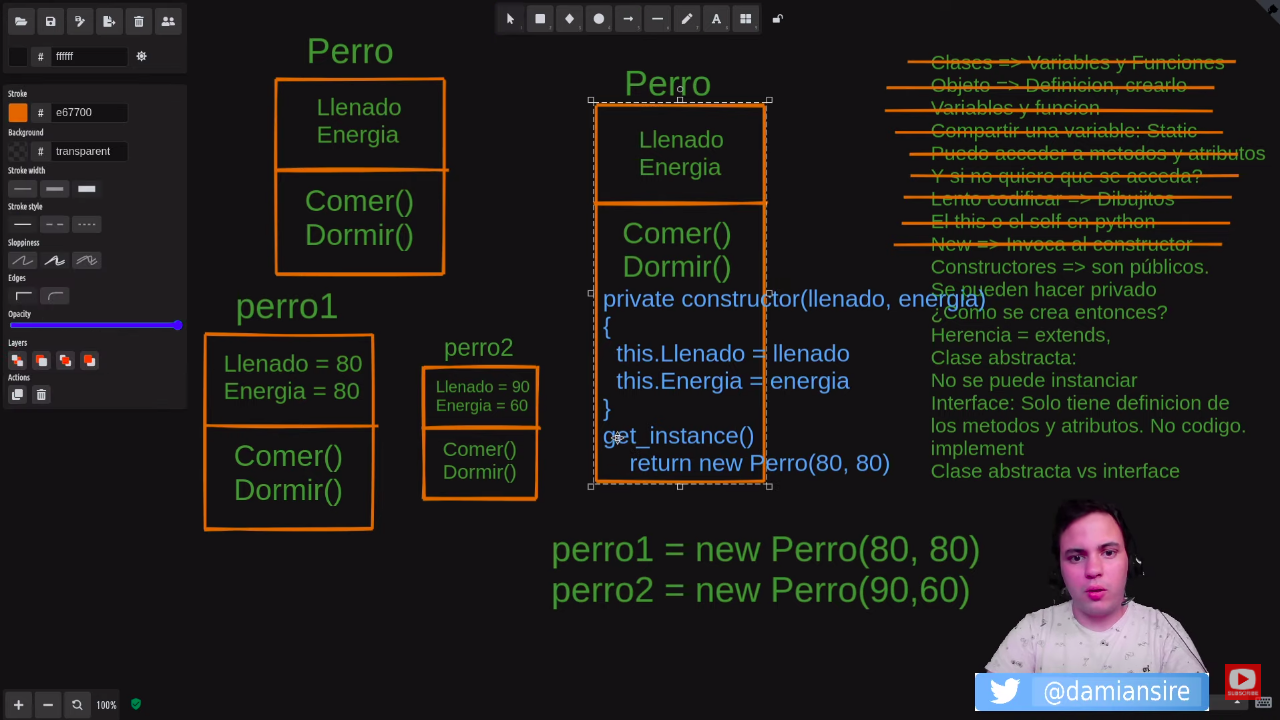 # ffffff
Stroke
# e67700
Background
# transparent
Stroke width
Stroke style
Sloppiness
Edges
Opacity
Layers
Actions
100%
Perro
Llenado
Energia
Comer()
Dormir()
perro1
Llenado = 80
Energia = 80
Comer()
Dormir()
perro2
Llenado = 90
Energia = 60
Comer()
Dormir()
Perro
Llenado
Energia
Comer()
Dormir()
private constructor(llenado, energia)
{
this.Llenado = llenado
this.Energia = energia
}
get_instance()
return new Perro(80, 80)
perro1 = new Perro(80, 80)
perro2 = new Perro(90,60)
Clases => Variables y Funciones
Objeto => Definicion, crearlo
Variables y funcion
Compartir una variable: Static
Puedo acceder a metodos y atributos
Y si no quiero que se acceda?
Lento codificar => Dibujitos
El this o el self en python
New => Invoca al constructor
Constructores => son públicos.
Se pueden hacer privado
¿Como se crea entonces?
Herencia = extends,
Clase abstracta:
No se puede instanciar
Interface: Solo tiene definicion de
los metodos y atributos. No codigo.
implement
Clase abstracta vs interface
@damiansire
SUBSCRIBE